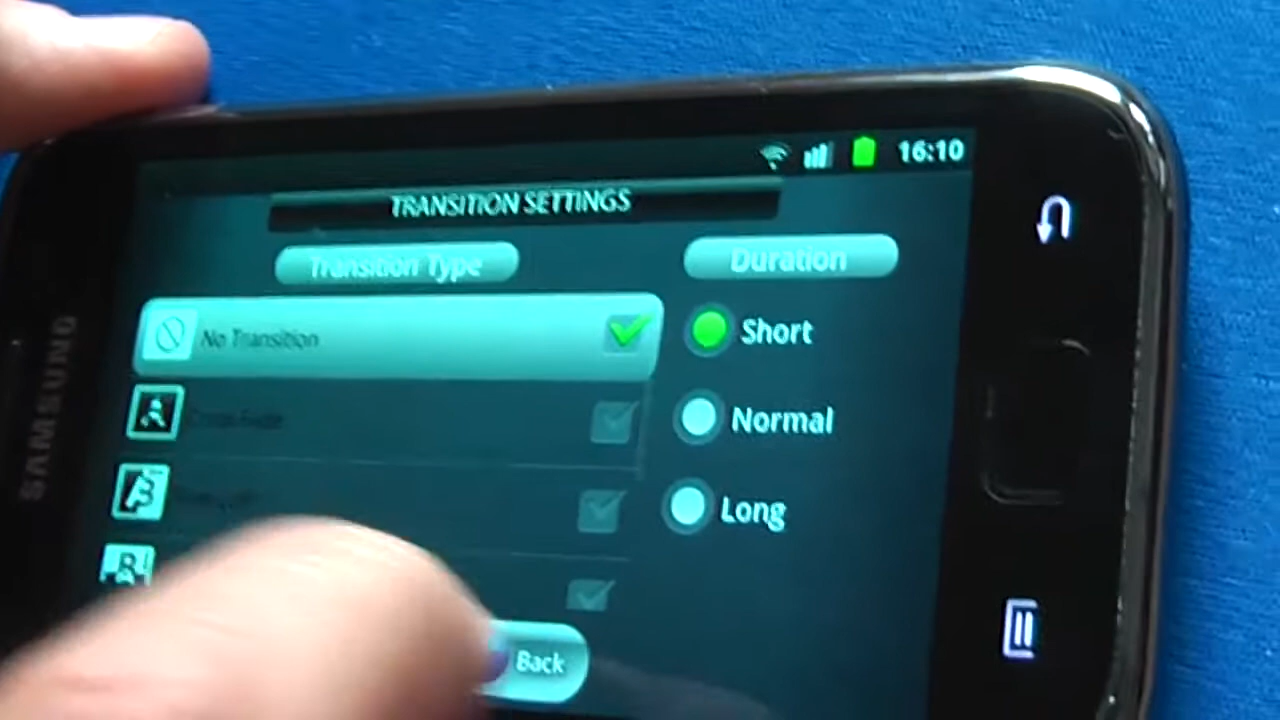 16:10
TRANSITION SETTINGS
Transition Type
Duration
No Transition
Short
Normal
Long
Back
SAMSUNG